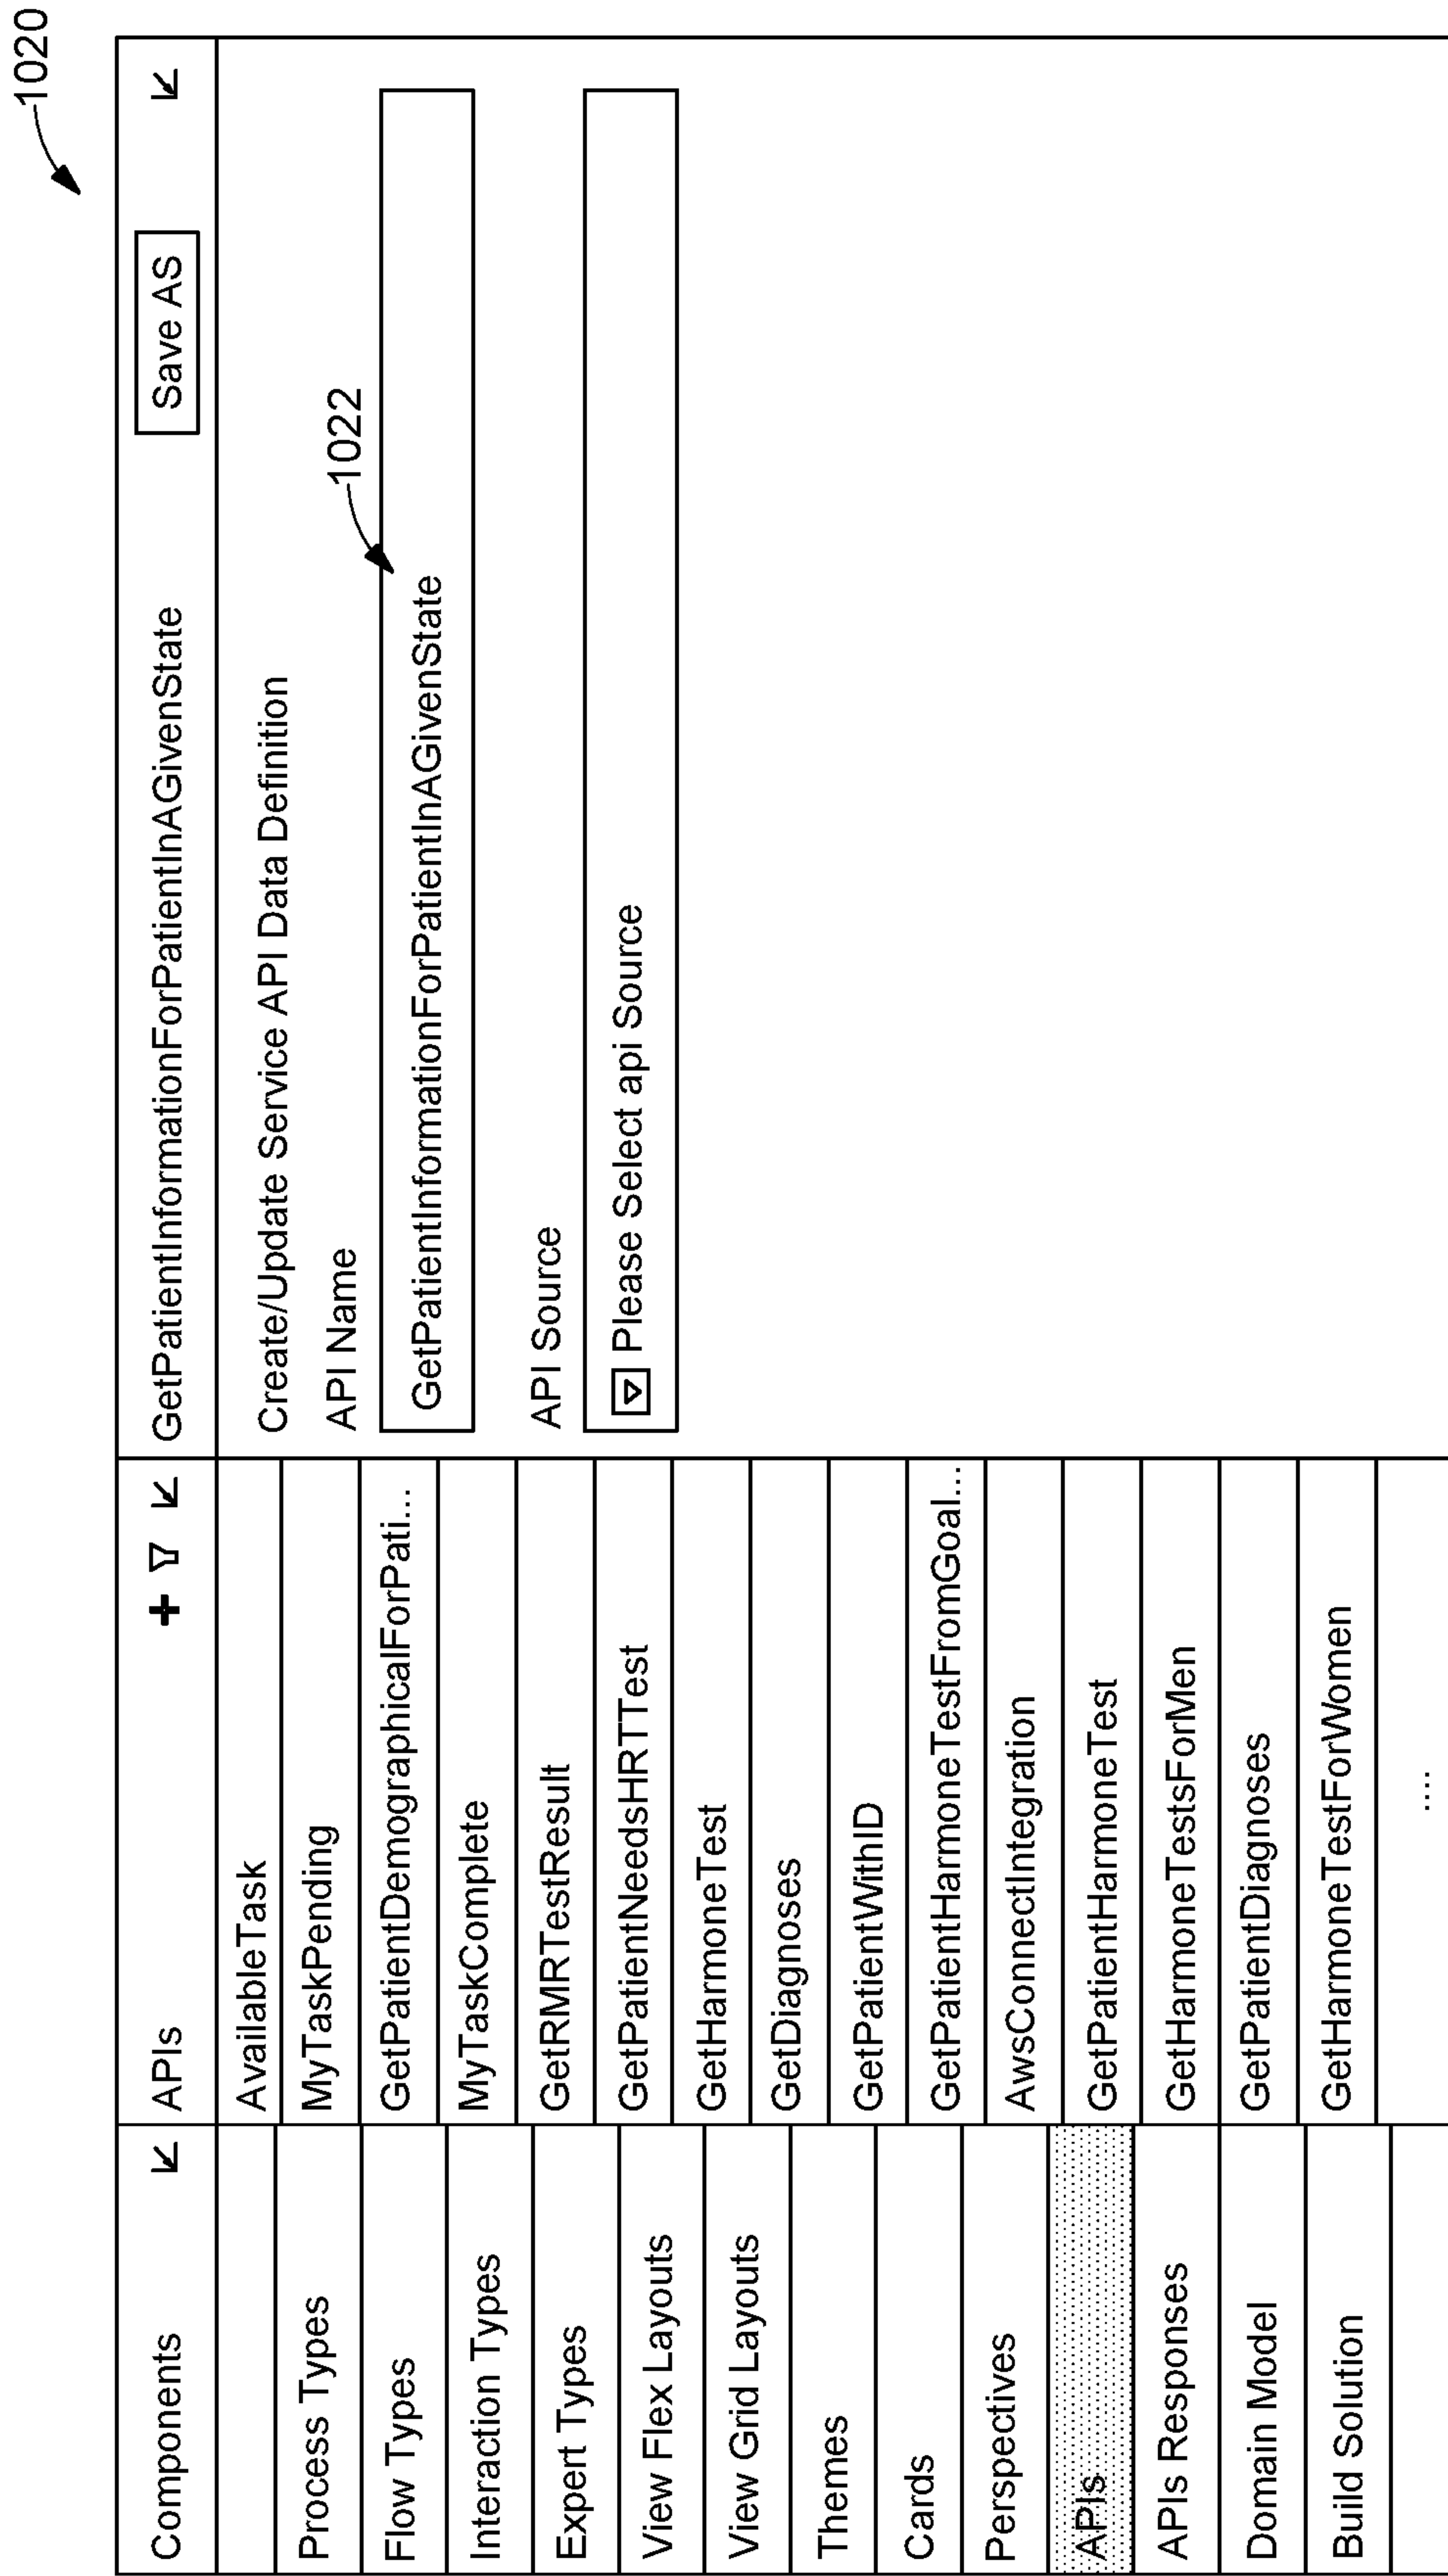 1020
Components
Process Types
Flow Types
Interaction Types
Expert Types
View Flex Layouts
View Grid Layouts
Themes
Cards
Perspectives
APIs
APIs Responses
Domain Model
Build Solution
APIs
AvailableTask
MyTaskPending
GetPatientDemographicalForPati...
MyTaskComplete
GetRMRTestResult
GetPatientNeedsHRTTest
GetHarmoneTest
GetDiagnoses
GetPatientWithID
GetPatientHarmoneTestFromGoal...
AwsConnectIntegration
GetPatientHarmoneTest
GetHarmoneTestsForMen
GetPatientDiagnoses
GetHarmoneTestForWomen
....
GetPatientInformationForPatientInAGivenState
Save AS
Create/Update Service API Data Definition
API Name
1022
GetPatientInformationForPatientInAGivenState
API Source
Please Select api Source